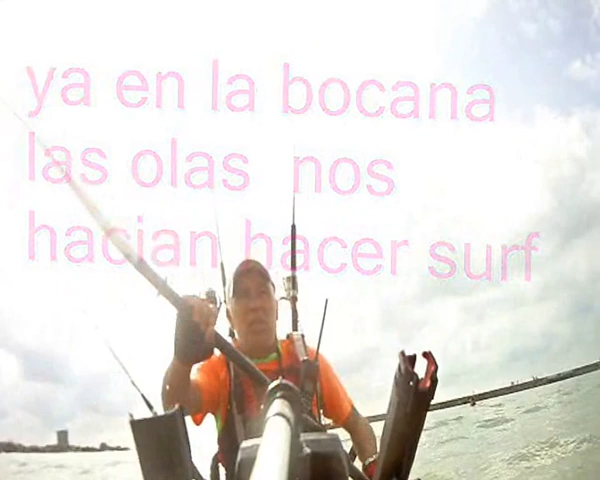 ya en la bocana
las olas nos
hacian hacer surf